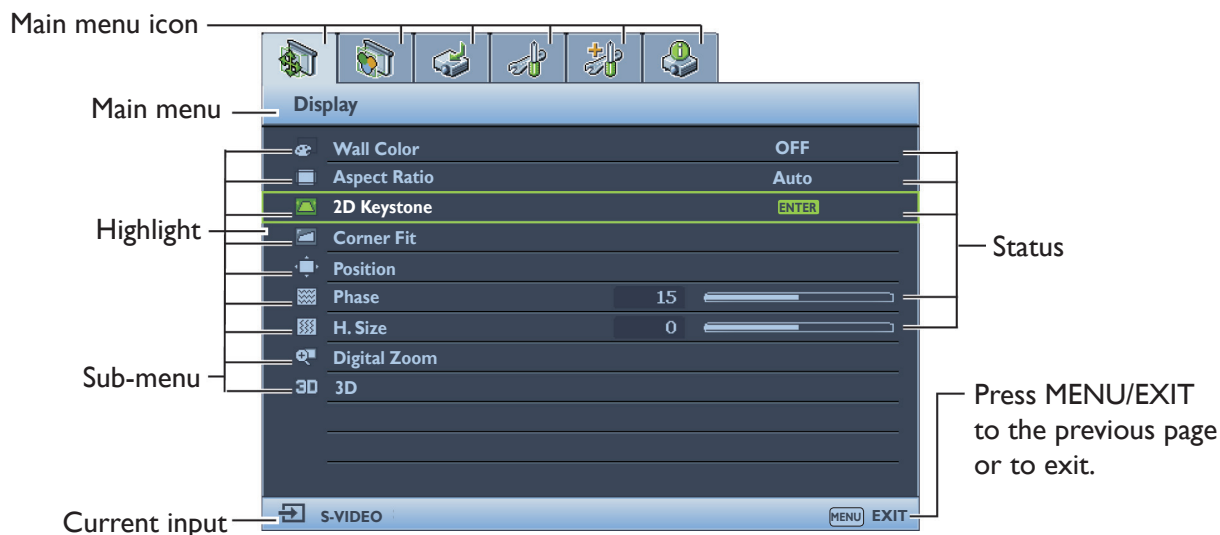 Main menu icon
Main menu
Display
Wall Color OFF
Aspect Ratio Auto
2D Keystone ENTER
Highlight
Corner Fit
Status
Position
Phase 15
H. Size 0
Digital Zoom
Sub-menu
3D 3D
Press MENU/EXIT
to the previous page
or to exit.
Current input
S-VIDEO
MENU EXIT